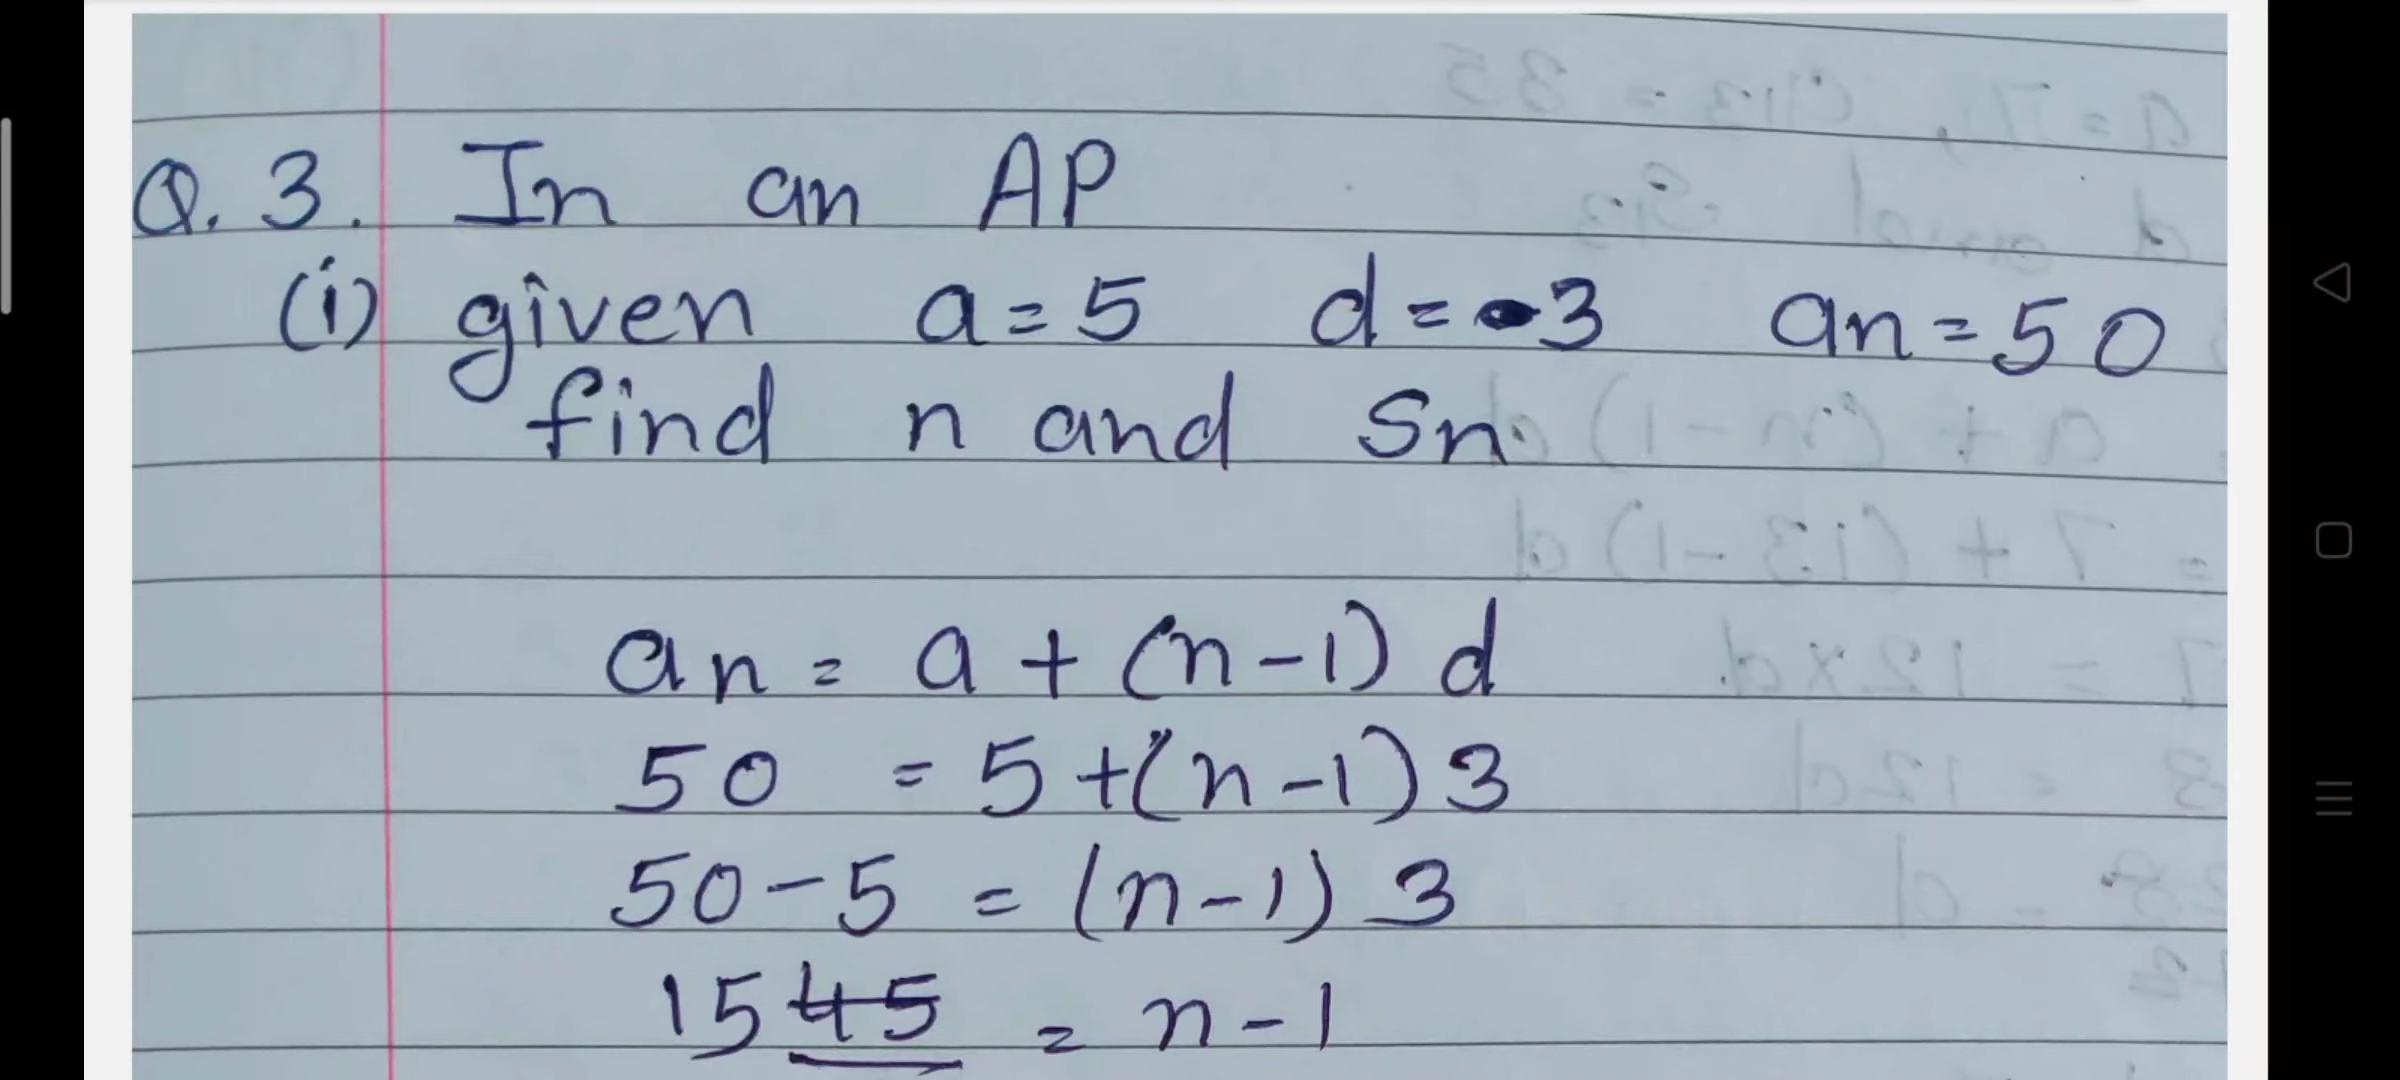 Q. 3. In an AP
(i) given a = 5 d = 3 an = 50
find n and Sn
an = a + (n - 1) d
50 = 5 + (n - 1) 3
50 - 5 = (n - 1) 3
15 45 = n - 1